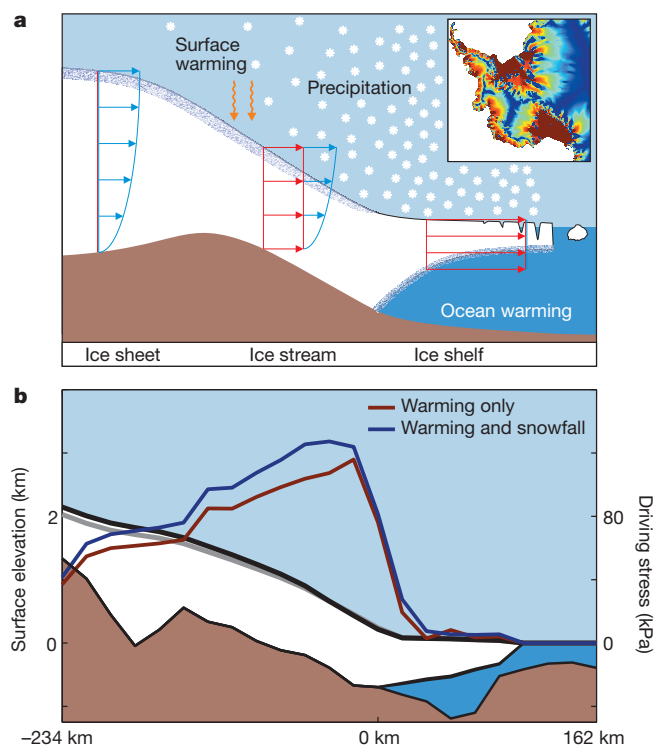 a
Surface
warming
Precipitation
Ocean warming
Ice sheet
Ice stream
Ice shelf
b
Warming only
Warming and snowfall
Surface elevation (km)
2
0
80
40
0
Driving stress (kPa)
–234 km
0 km
162 km